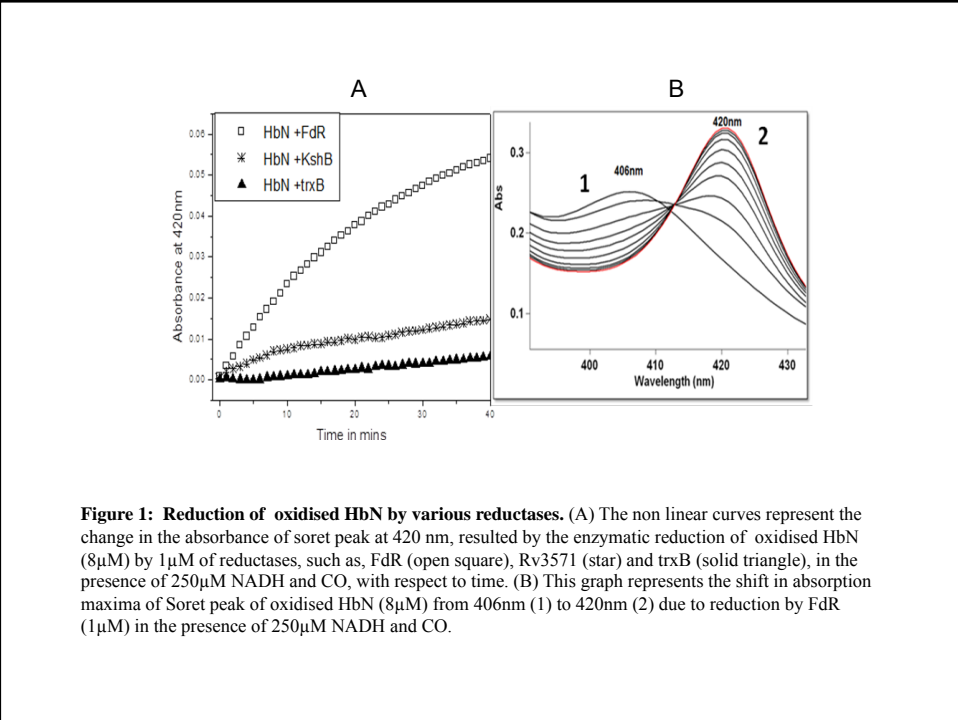 A
B
HbN +FdR
HbN +KshB
HbN +trxB
0.06
0.05
0.04
0.03
0.02
0.01
0.00
Absorbance at 420nm
0
10
20
30
40
Time in mins
420nm
2
406nm
1
0.3
0.2
0.1
Abs
400
410
420
430
Wavelength (nm)
Figure 1: Reduction of oxidised HbN by various reductases. (A) The non linear curves represent the
change in the absorbance of soret peak at 420 nm, resulted by the enzymatic reduction of oxidised HbN
(8µM) by 1µM of reductases, such as, FdR (open square), Rv3571 (star) and trxB (solid triangle), in the
presence of 250µM NADH and CO, with respect to time. (B) This graph represents the shift in absorption
maxima of Soret peak of oxidised HbN (8µM) from 406nm (1) to 420nm (2) due to reduction by FdR
(1µM) in the presence of 250µM NADH and CO.